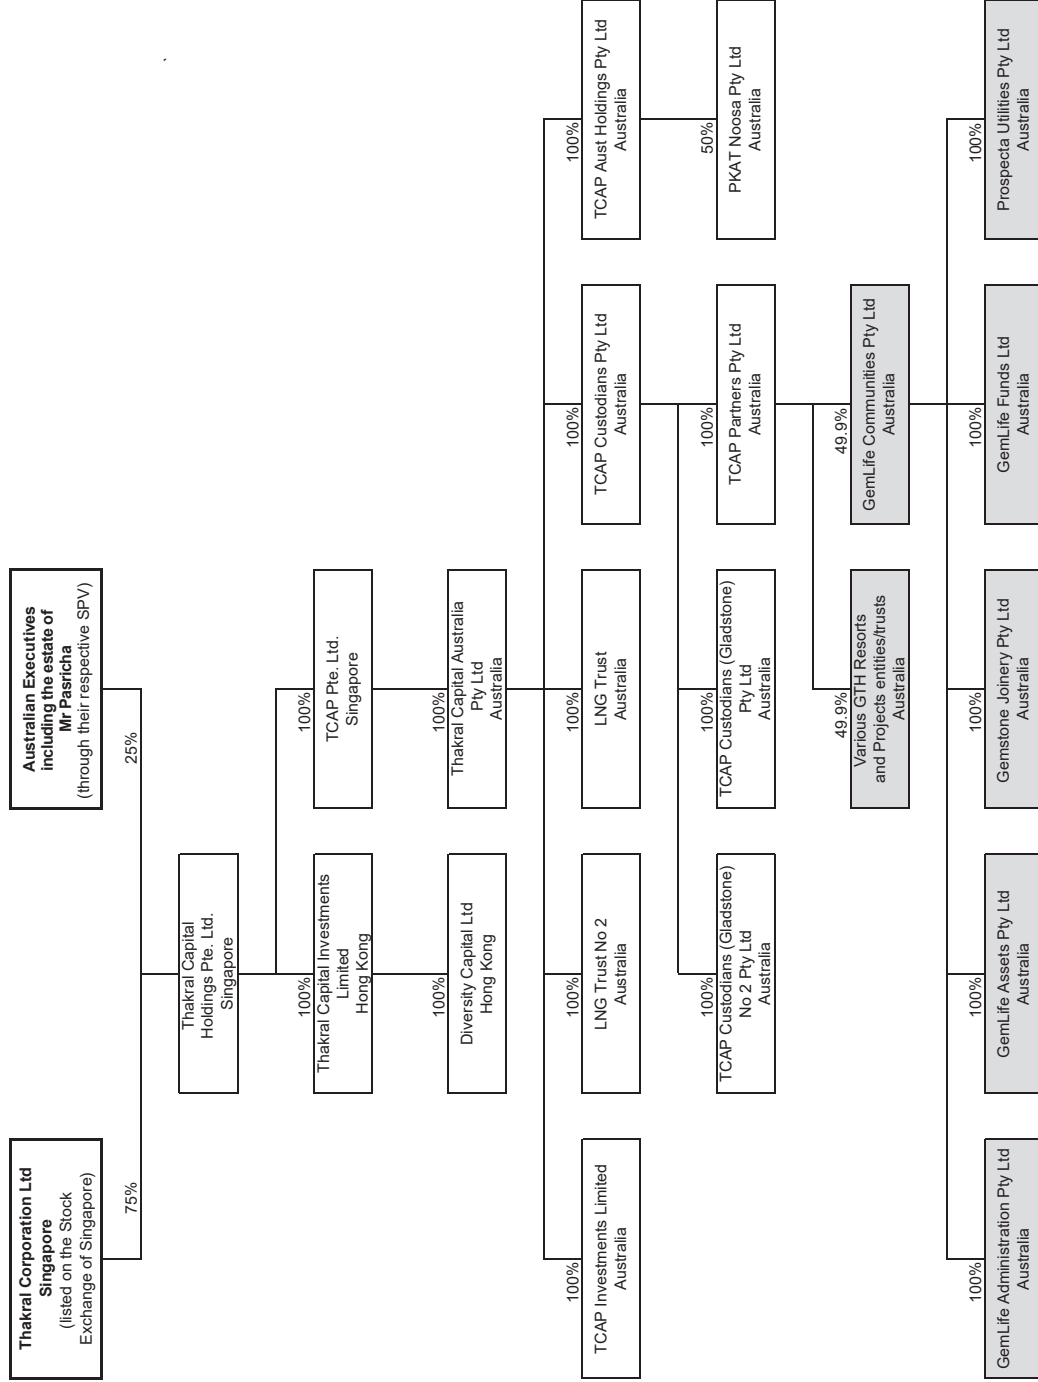 Thakral Corporation Ltd
Singapore
(listed on the Stock
Exchange of Singapore)
Australian Executives
including the estate of
Mr Pasricha
(through their respective SPV)
75%
25%
Thakral Capital
Holdings Pte. Ltd.
Singapore
100%
Thakral Capital Investments
Limited
Hong Kong
100%
TCAP Pte. Ltd.
Singapore
100%
Diversity Capital Ltd
Hong Kong
100%
Thakral Capital Australia
Pty Ltd
Australia
100%
TCAP Investments Limited
Australia
100%
LNG Trust No 2
Australia
100%
LNG Trust
Australia
100%
TCAP Custodians Pty Ltd
Australia
100%
TCAP Aust Holdings Pty Ltd
Australia
100%
TCAP Custodians (Gladstone)
No 2 Pty Ltd
Australia
100%
TCAP Custodians (Gladstone)
Pty Ltd
Australia
100%
TCAP Partners Pty Ltd
Australia
50%
PKAT Noosa Pty Ltd
Australia
49.9%
Various GTH Resorts
and Projects entities/trusts
Australia
49.9%
GemLife Communities Pty Ltd
Australia
100%
GemLife Administration Pty Ltd
Australia
100%
GemLife Assets Pty Ltd
Australia
100%
Gemstone Joinery Pty Ltd
Australia
100%
GemLife Funds Ltd
Australia
100%
Prospecta Utilities Pty Ltd
Australia